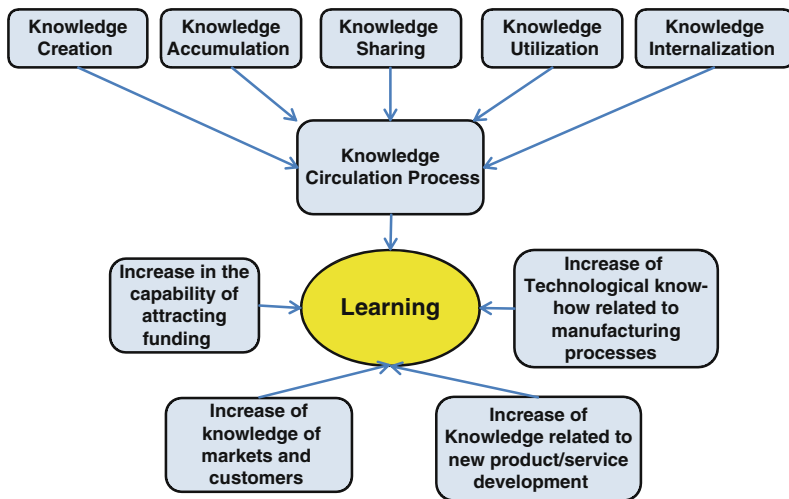 Knowledge
Creation
Knowledge
Accumulation
Knowledge
Sharing
Knowledge
Utilization
Knowledge
Internalization
Knowledge
Circulation Process
Increase in the
capability of
attracting
funding
Learning
Increase of
Technological know-
how related to
manufacturing
processes
Increase of
knowledge of
markets and
customers
Increase of
Knowledge related to
new product/service
development